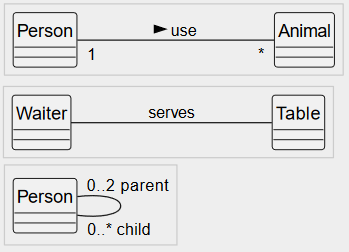 Person ► use Animal
1 *
Waiter serves Table
Person 0..2 parent
0..* child